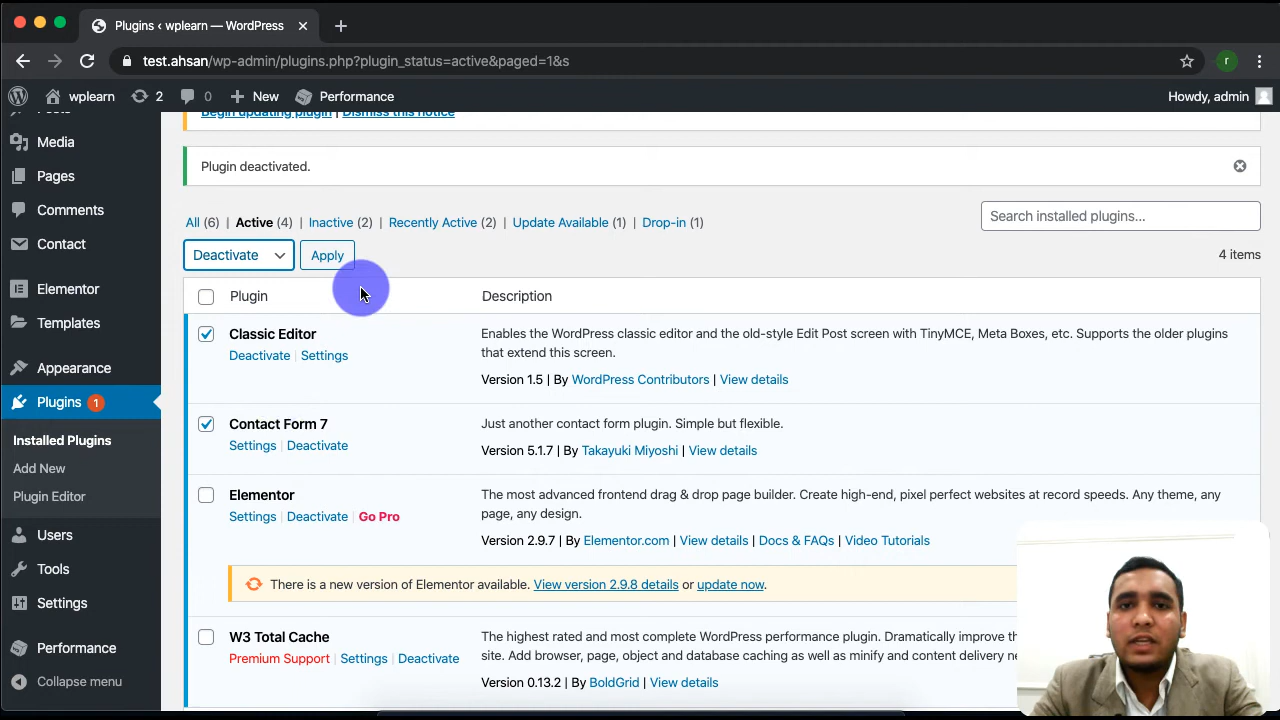 Plugins ‹ wplearn — WordPress
test.ahsan/wp-admin/plugins.php?plugin_status=active&paged=1&s
r
wplearn 2 0 New Performance Howdy, admin
Posts
Begin updating plugin | Dismiss this notice
Media
Plugin deactivated.
Pages
Comments
All (6) | Active (4) | Inactive (2) | Recently Active (2) | Update Available (1) | Drop-in (1)
Search installed plugins...
Contact
Deactivate Apply 4 items
Elementor
Plugin Description
Templates
Classic Editor
Deactivate | Settings
Enables the WordPress classic editor and the old-style Edit Post screen with TinyMCE, Meta Boxes, etc. Supports the older plugins
that extend this screen.
Version 1.5 | By WordPress Contributors | View details
Appearance
Plugins 1
Installed Plugins
Add New
Plugin Editor
Contact Form 7
Settings | Deactivate
Just another contact form plugin. Simple but flexible.
Version 5.1.7 | By Takayuki Miyoshi | View details
Elementor
Settings | Deactivate | Go Pro
The most advanced frontend drag & drop page builder. Create high-end, pixel perfect websites at record speeds. Any theme, any
page, any design.
Version 2.9.7 | By Elementor.com | View details | Docs & FAQs | Video Tutorials
Users
Tools
There is a new version of Elementor available. View version 2.9.8 details or update now.
Settings
W3 Total Cache
Premium Support | Settings | Deactivate
The highest rated and most complete WordPress performance plugin. Dramatically improve
site. Add browser, page, object and database caching as well as minify and content delivery
Version 0.13.2 | By BoldGrid | View details
Performance
Collapse menu